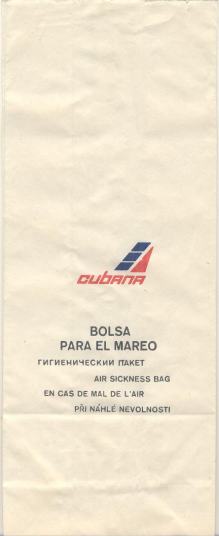 cubana
BOLSA
PARA EL MAREO
ГИГИЕНИЧЕСКИЙ ПАКЕТ
AIR SICKNESS BAG
EN CAS DE MAL DE L'AIR
PŘI NÁHLÉ NEVOLNOSTI